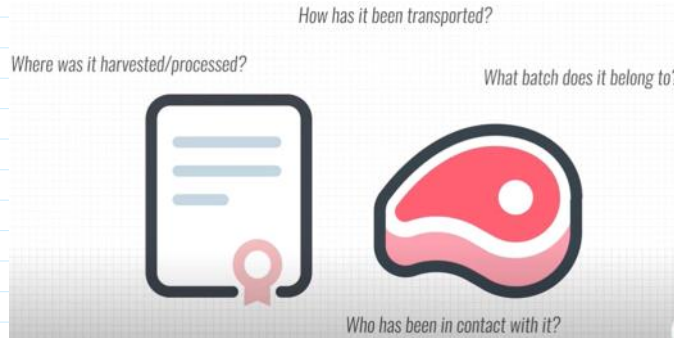 How has it been transported?
Where was it harvested/processed?
What batch does it belong to?
Who has been in contact with it?